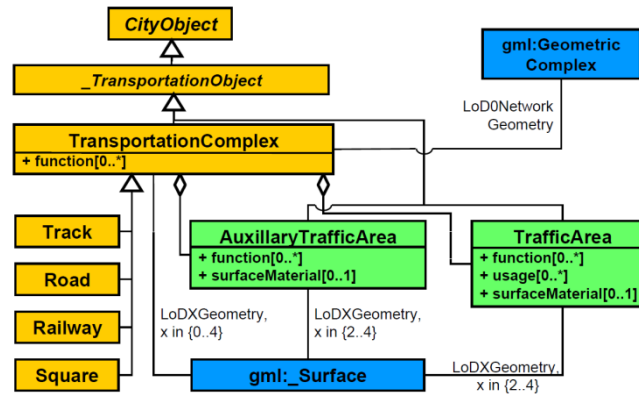 CityObject
_TransportationObject
gml:Geometric
Complex
LoD0Network
Geometry
TransportationComplex
+ function[0..*]
Track
Road
Railway
Square
AuxillaryTrafficArea
+ function[0..*]
+ surfaceMaterial[0..1]
TrafficArea
+ function[0..*]
+ usage[0..*]
+ surfaceMaterial[0..1]
LoDXGeometry,
x in {0..4}
LoDXGeometry,
x in {2..4}
LoDXGeometry,
x in {2..4}
gml:_Surface